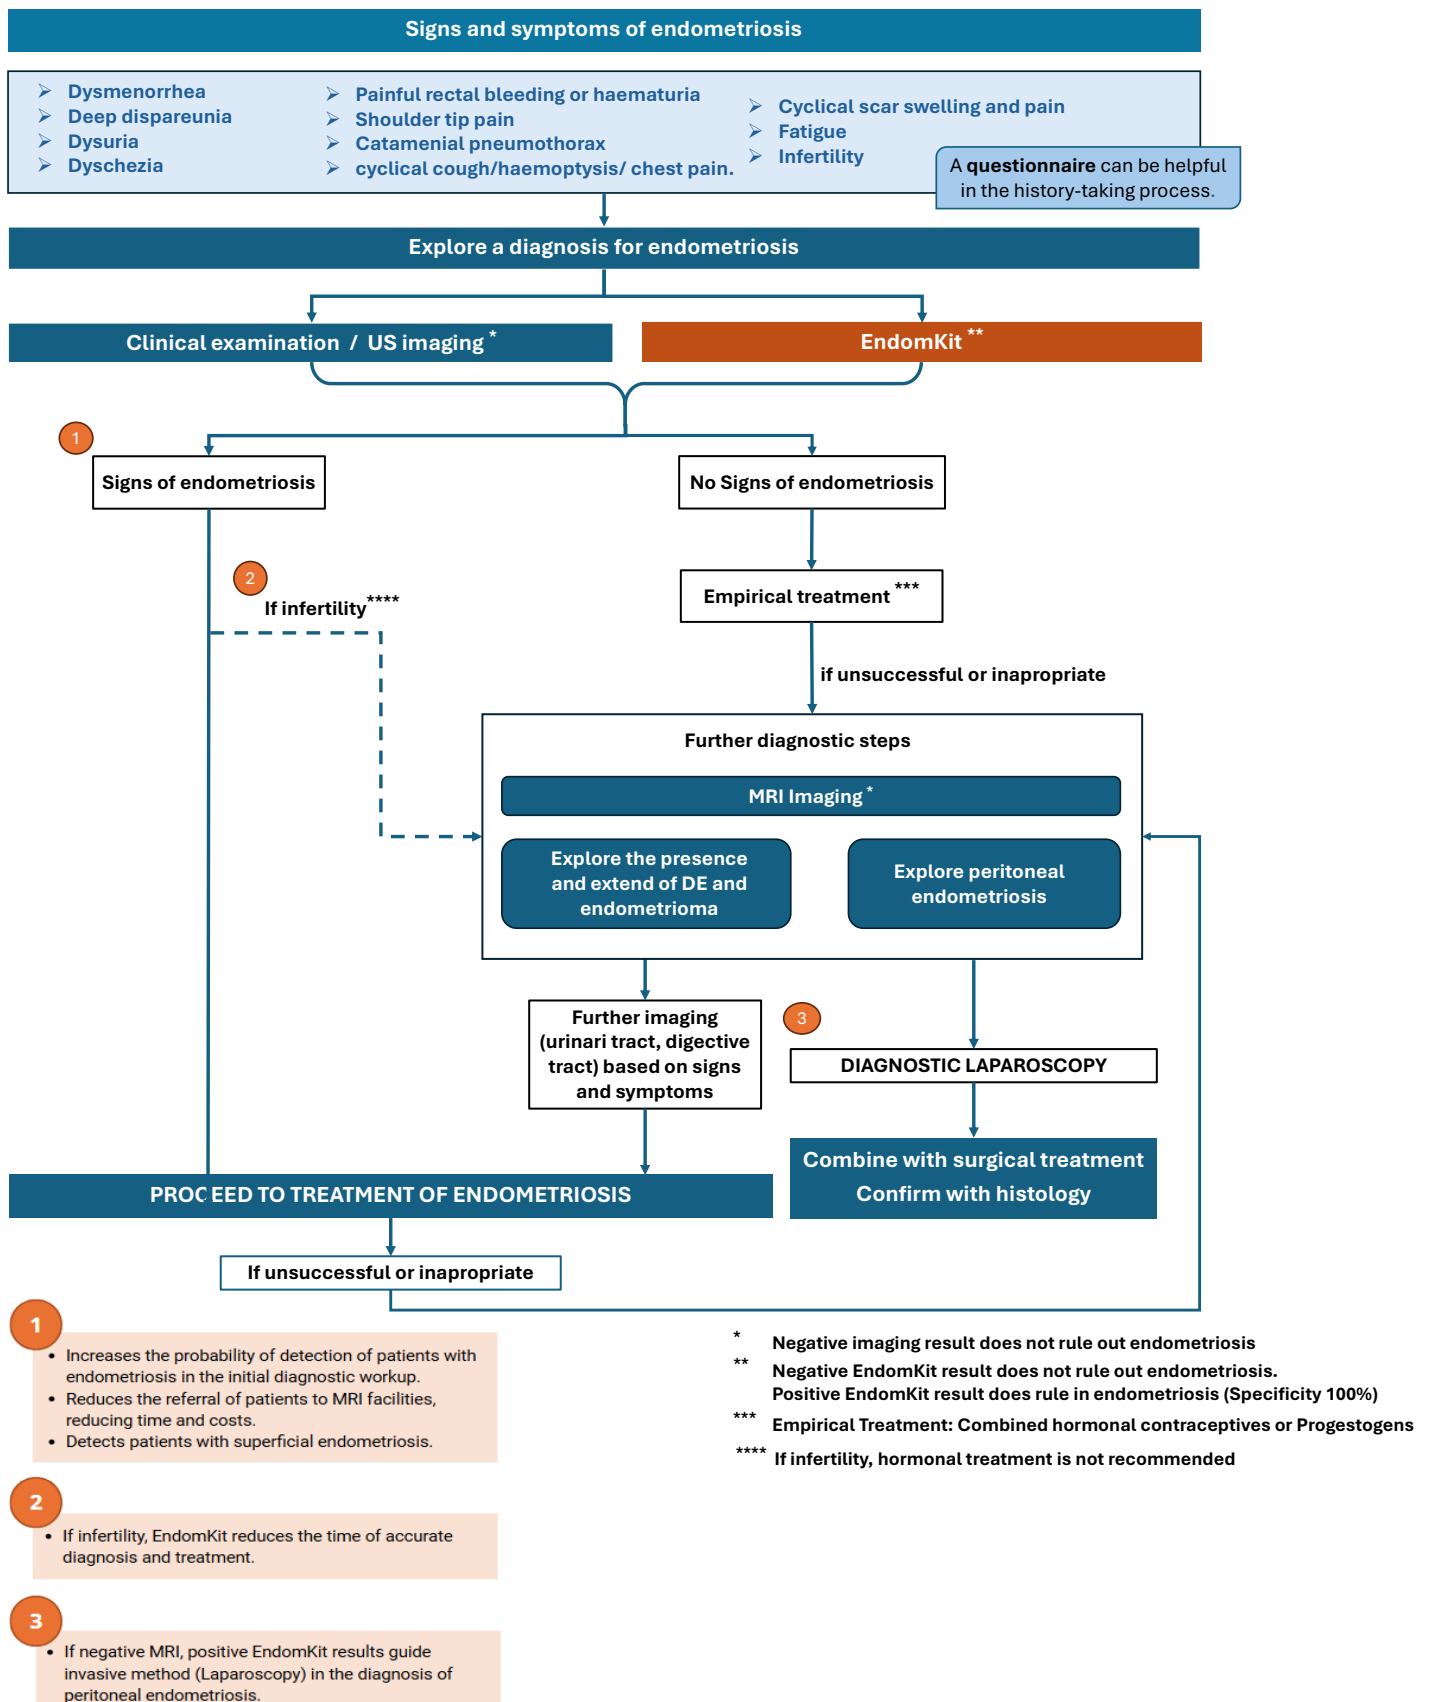 Signs and symptoms of endometriosis
➢ Dysmenorrhea
➢ Deep dispareunia
➢ Dysuria
➢ Dyschezia
➢ Painful rectal bleeding or haematuria
➢ Shoulder tip pain
➢ Catamenial pneumothorax
➢ cyclical cough/haemoptysis/ chest pain.
➢ Cyclical scar swelling and pain
➢ Fatigue
➢ Infertility
A questionnaire can be helpful
in the history-taking process.
Explore a diagnosis for endometriosis
Clinical examination / US imaging *
EndomKit **
1
Signs of endometriosis
No Signs of endometriosis
2
If infertility****
Empirical treatment ***
if unsuccessful or inapropriate
Further diagnostic steps
MRI Imaging *
Explore the presence
and extend of DE and
endometrioma
Explore peritoneal
endometriosis
Further imaging
(urinari tract, digective
tract) based on signs
and symptoms
3
DIAGNOSTIC LAPAROSCOPY
Combine with surgical treatment
Confirm with histology
PROCEED TO TREATMENT OF ENDOMETRIOSIS
If unsuccessful or inapropriate
1
• Increases the probability of detection of patients with
endometriosis in the initial diagnostic workup.
• Reduces the referral of patients to MRI facilities,
reducing time and costs.
• Detects patients with superficial endometriosis.
2
• If infertility, EndomKit reduces the time of accurate
diagnosis and treatment.
3
• If negative MRI, positive EndomKit results guide
invasive method (Laparoscopy) in the diagnosis of
peritoneal endometriosis.
* Negative imaging result does not rule out endometriosis
** Negative EndomKit result does not rule out endometriosis.
Positive EndomKit result does rule in endometriosis (Specificity 100%)
*** Empirical Treatment: Combined hormonal contraceptives or Progestogens
**** If infertility, hormonal treatment is not recommended